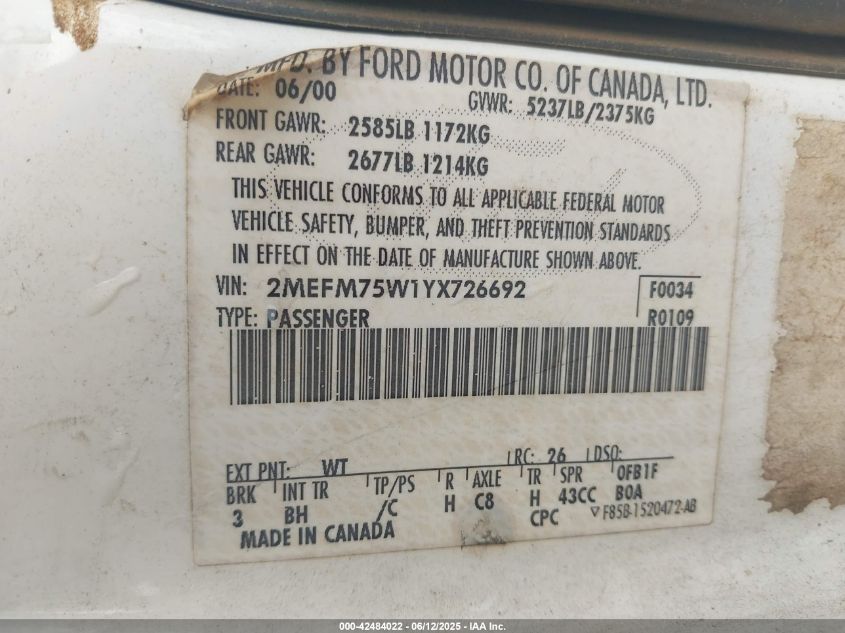 MFD. BY FORD MOTOR CO. OF CANADA, LTD.
DATE: 06/00 GVWR: 5237LB/2375KG
FRONT GAWR: 2585LB 1172KG
REAR GAWR: 2677LB 1214KG
THIS VEHICLE CONFORMS TO ALL APPLICABLE FEDERAL MOTOR
VEHICLE SAFETY, BUMPER, AND THEFT PREVENTION STANDARDS
IN EFFECT ON THE DATE OF MANUFACTURE SHOWN ABOVE.
VIN: 2MEFM75W1YX726692 F0034
TYPE: PASSENGER R0109
EXT PNT: WT RC: 26 DSO:
BRK INT TR TP/PS R AXLE TR SPR 0FB1F
3 BH /C H C8 H 43CC B0A
MADE IN CANADA CPC ▽F85B-1520472-AB
000-42484022 - 06/12/2025 - IAA Inc.